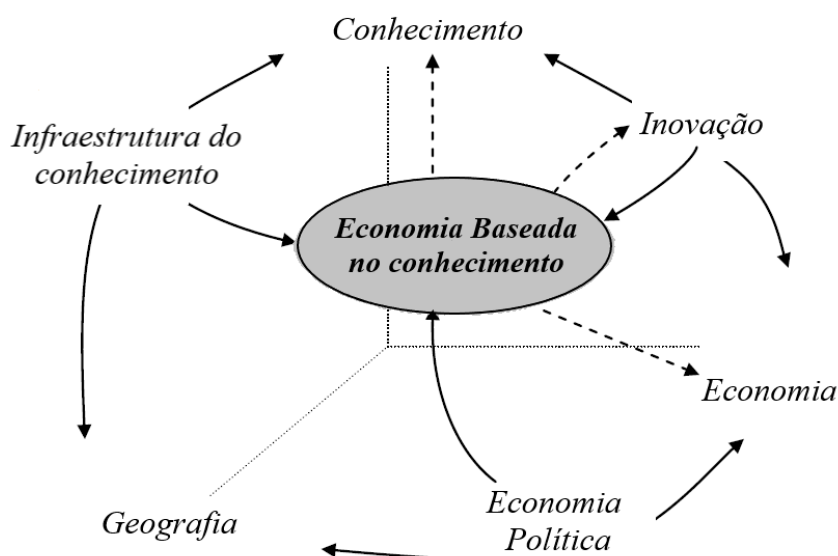 Conhecimento
Infraestrutura do
conhecimento
Inovação
Economia Baseada
no conhecimento
Economia
Economia
Política
Geografia